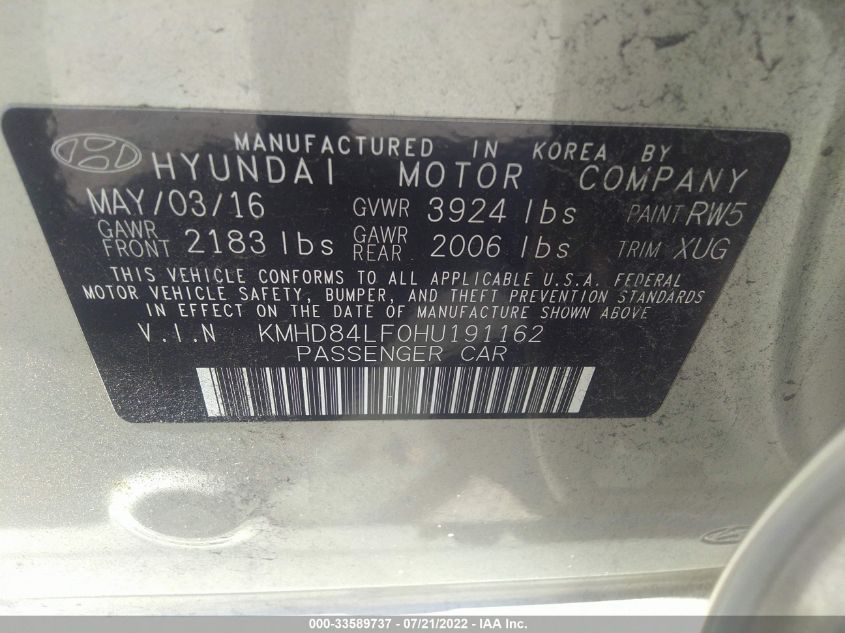 MANUFACTURED IN KOREA BY
HYUNDAI MOTOR COMPANY
MAY/03/16 GVWR 3924 lbs PAINT RW5
GAWR FRONT 2183 lbs GAWR REAR 2006 lbs TRIM XUG
THIS VEHICLE CONFORMS TO ALL APPLICABLE U.S.A. FEDERAL
MOTOR VEHICLE SAFETY, BUMPER, AND THEFT PREVENTION STANDARDS
IN EFFECT ON THE DATE OF MANUFACTURE SHOWN ABOVE
V.I.N KMHD84LF0HU191162
PASSENGER CAR
000-33589737 - 07/21/2022 - IAA Inc.